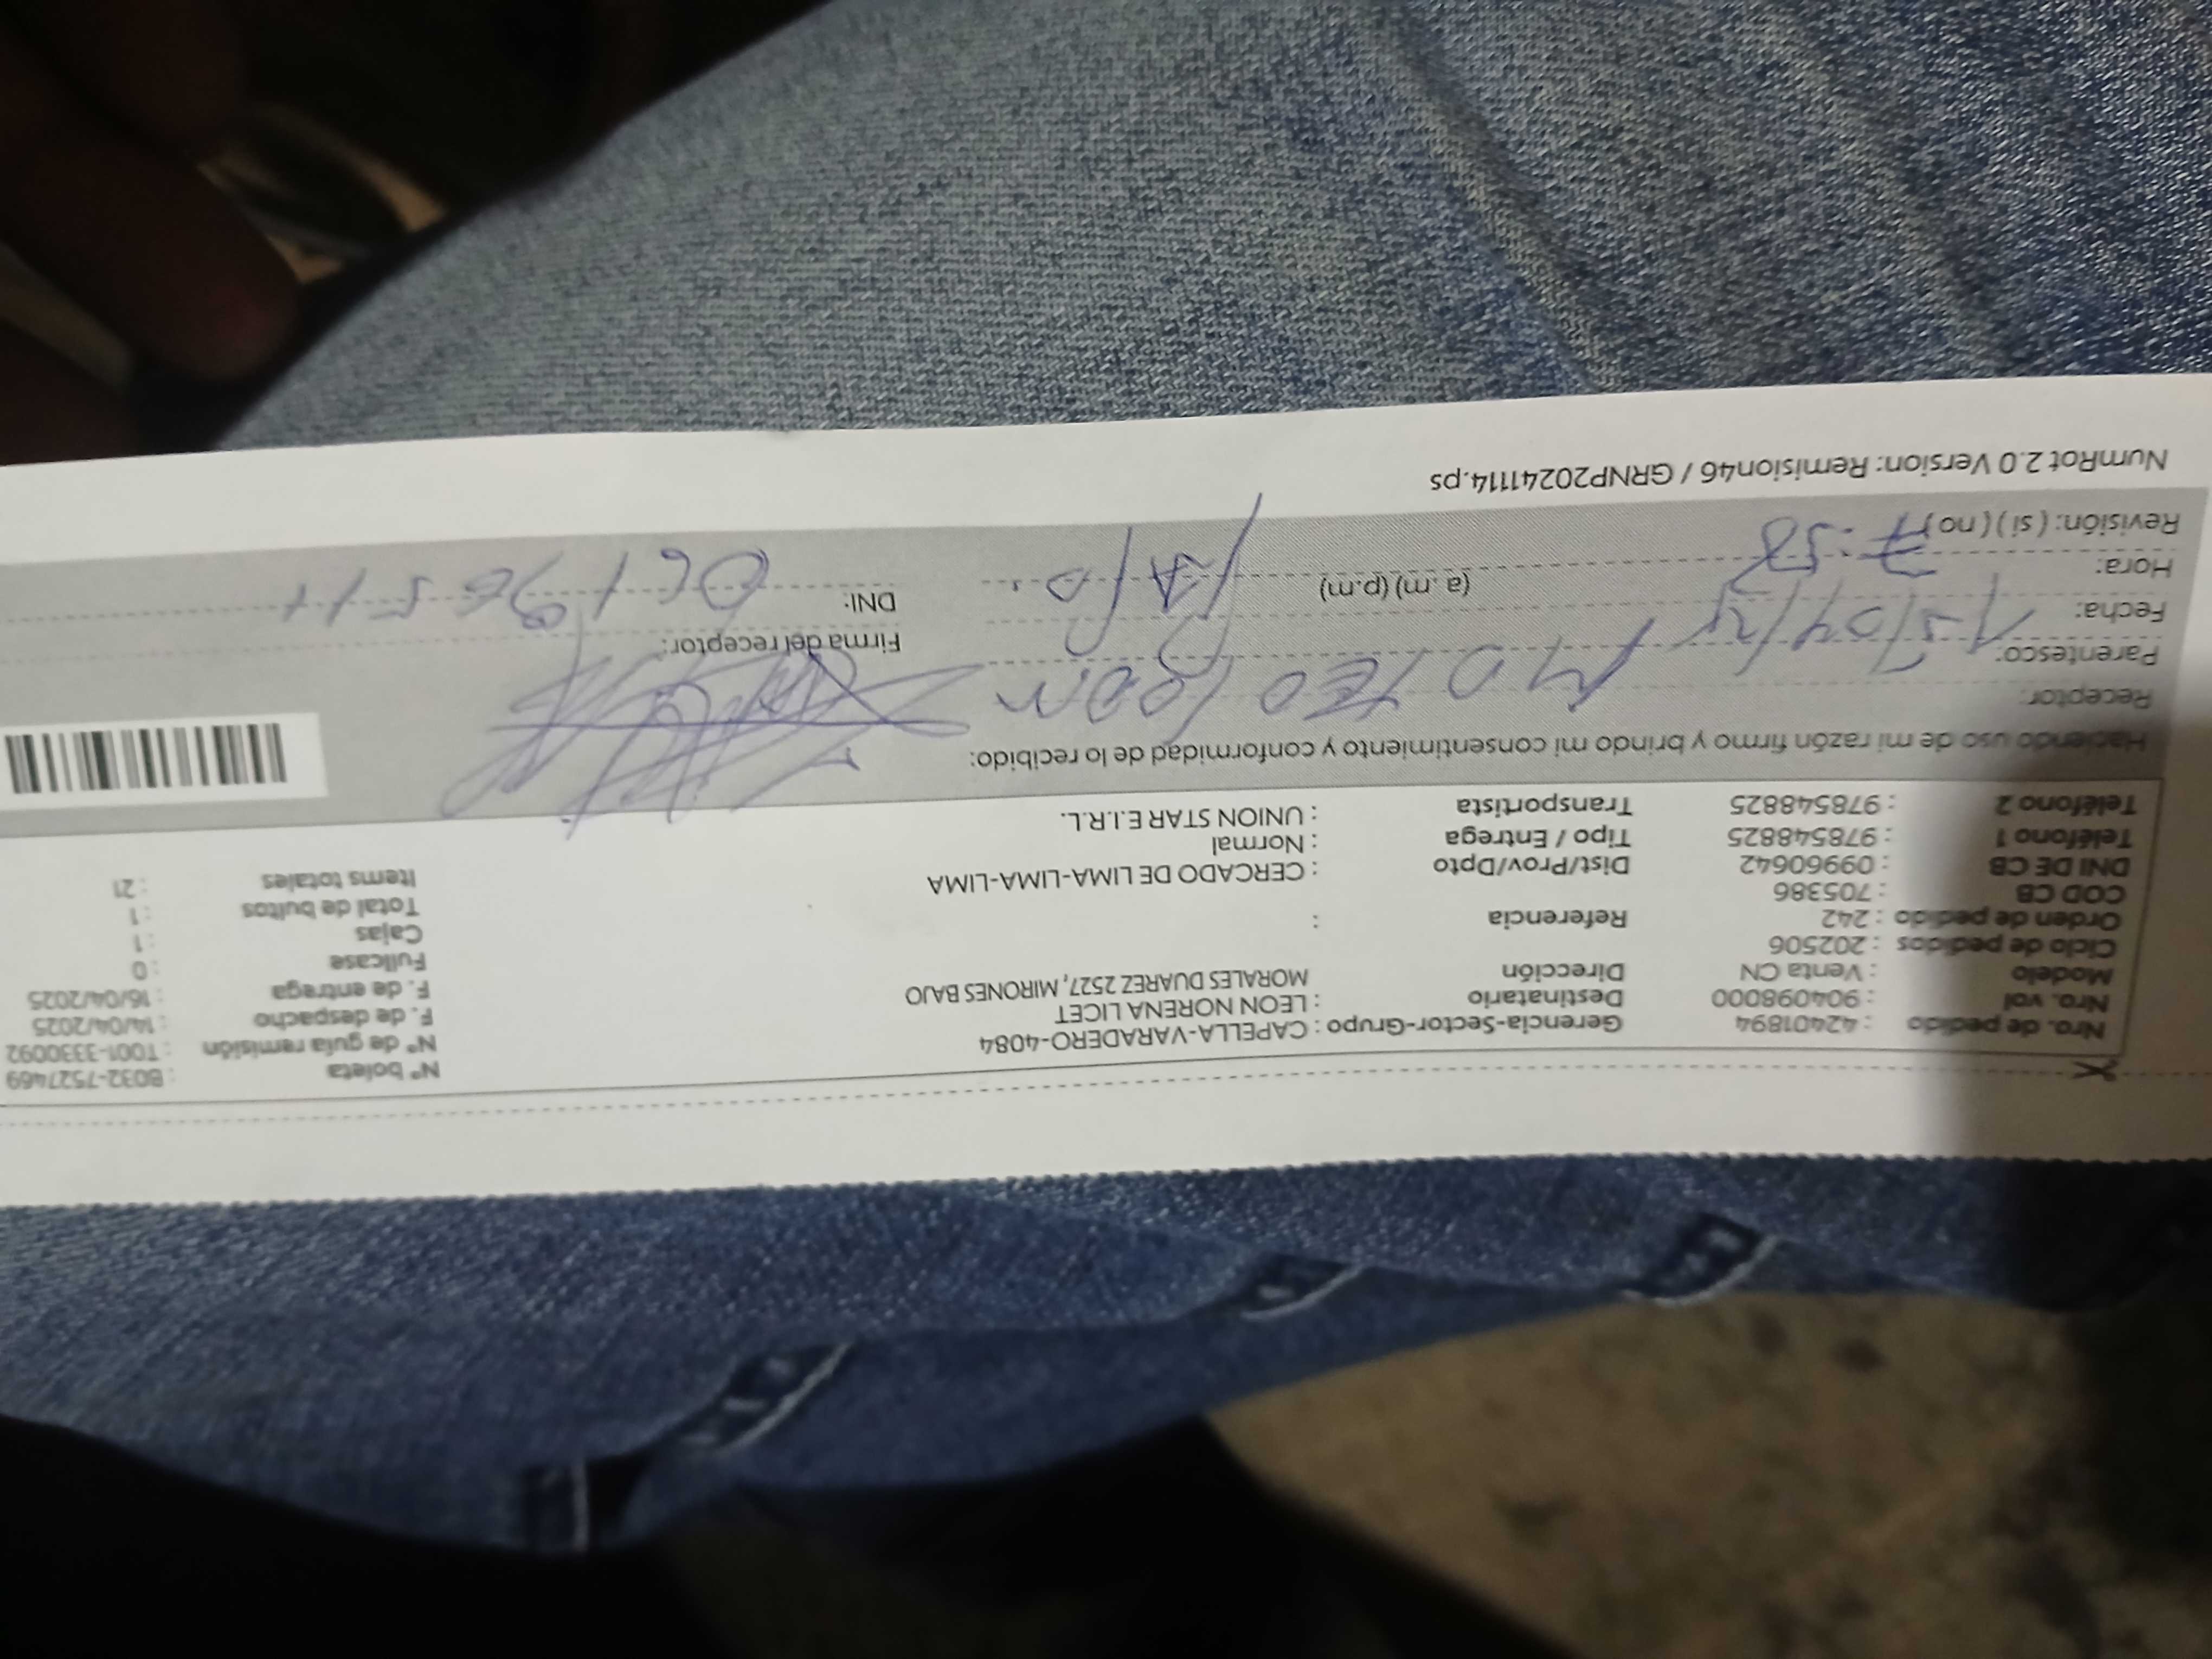 Nro. de pedido : 42401894 Gerencia-Sector-Grupo : CAPELLA-VARADERO-4084 N° boleta : B032-7527469
Nro. vol : 904098000 Destinatario : LEON NORENA LICET N° de guía remisión : T001-3330092
Modelo : Venta CN Dirección MORALES DUAREZ 2527, MIRONES BAJO F. de despacho : 14/04/2025
Ciclo de pedidos : 202506 F. de entrega : 16/04/2025
Orden de pedido : 242 Referencia : Fullcase : 0
COD CB : 705386 Cajas : 1
DNI DE CB : 09960642 Dist/Prov/Dpto : CERCADO DE LIMA-LIMA-LIMA Total de bultos : 1
Teléfono 1 : 978548825 Tipo / Entrega : Normal Items totales : 21
Teléfono 2 : 978548825 Transportista : UNION STAR E.I.R.L.
Haciendo uso de mi razón firmo y brindo mi consentimiento y conformidad de lo recibido:
Receptor:
Parentesco: Firma del receptor:
Fecha: 15/04/25 DNI:
Hora: 7:58 (a. m) (p.m)
Revisión: ( si ) ( no )
NumRot 2.0 Version: Remision46 / GRNP20241114.ps